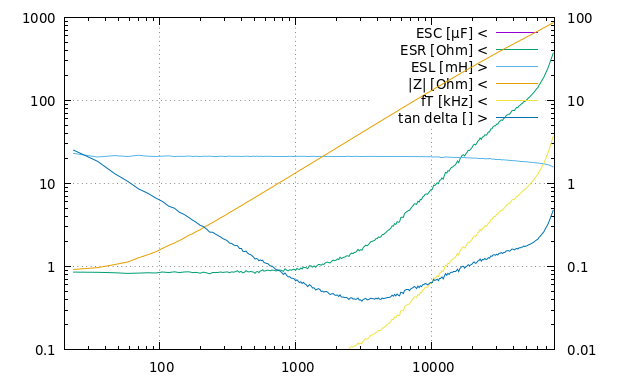 1000 100
ESC [µF] <
ESR [Ohm] <
ESL [mH] >
100 |Z| [Ohm] < 10
fT [kHz] <
tan delta [] >
10 1
1 0.1
0.1 0.01
100 1000 10000